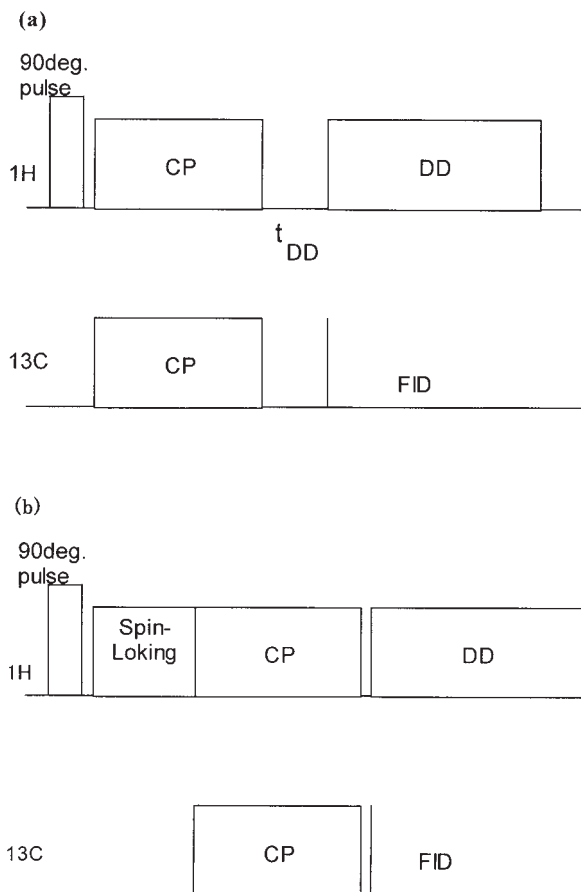 (a)
90deg.
pulse
1H
CP
DD
t
DD
13C
CP
FID
(b)
90deg.
pulse
1H
Spin-
Loking
CP
DD
13C
CP
FID